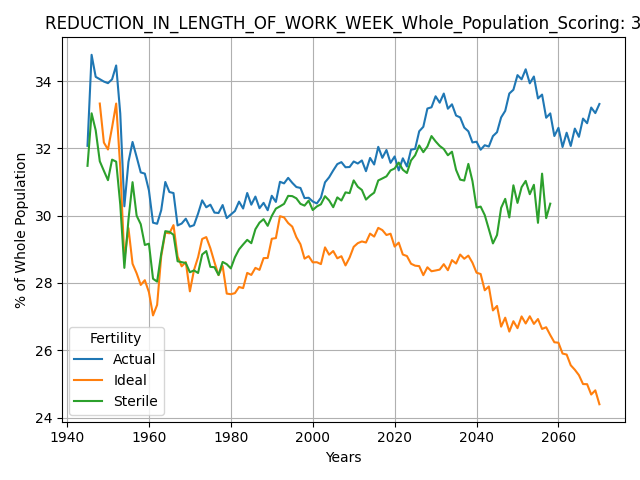 REDUCTION_IN_LENGTH_OF_WORK_WEEK_Whole_Population_Scoring: 3
% of Whole Population
34
32
30
28
26
24
Fertility
Actual
Ideal
Sterile
1940 1960 1980 2000 2020 2040 2060
Years